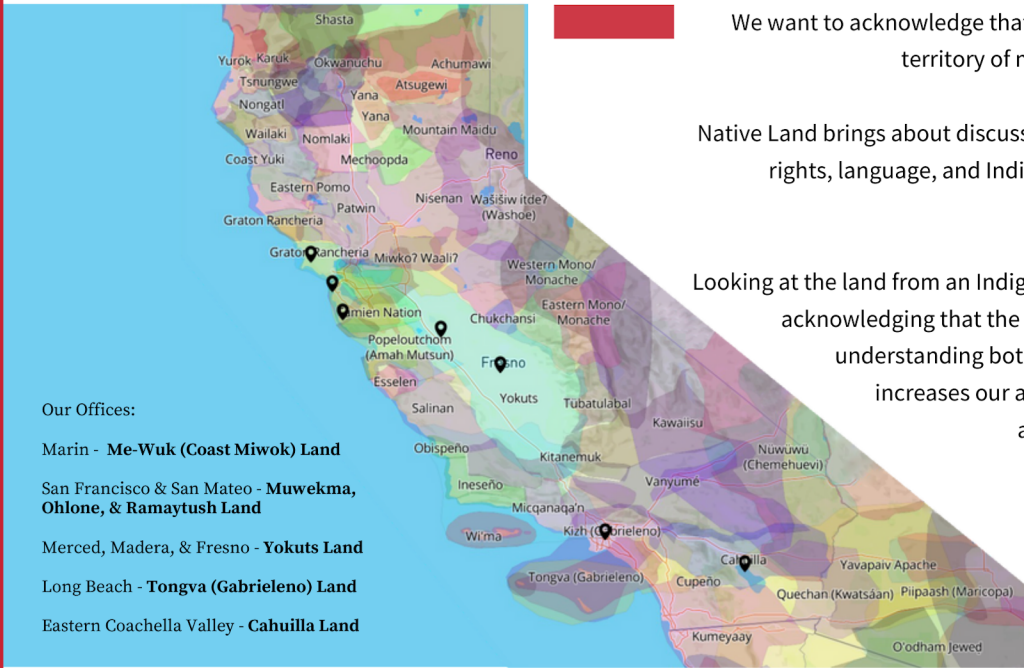 Shasta
Yurok Karuk Okwanuchu Achumawi
Tsnungwe Yana Atsugewi
Nongatl Yana
Wailaki Nomlaki Mountain Maidu
Coast Yuki Mechoopda Reno
Eastern Pomo Nisenan Wašišiw ítdeʔ
Patwin (Washoe)
Graton Rancheria
Graton Rancheria Miwko? Waali?
Western Mono/
Monache
Eastern Mono/
Monache
Chukchansi
Nation
Popeloutchom
(Amah Mutsun)
Fresno
Esselen
Yokuts
Salinan Tübatulabal
Kawaiisu
Obispeño
Kitanemuk Nüwüwü
(Chemehuevi)
Ineseño Vanyume
Micqanaqa'n
Wi'ma Kizh (Gabrieleno)
Cahuilla
Tongva (Gabrieleno) Cupeño Yavapaiv Apache
Quechan (Kwatsáan) Piipaash (Maricopa)
Kumeyaay
O'odham Jewed
Our Offices:
Marin - Me-Wuk (Coast Miwok) Land
San Francisco & San Mateo - Muwekma,
Ohlone, & Ramaytush Land
Merced, Madera, & Fresno - Yokuts Land
Long Beach - Tongva (Gabrieleno) Land
Eastern Coachella Valley - Cahuilla Land
We want to acknowledge that
territory of
Native Land brings about discuss
rights, language, and Indi
Looking at the land from an Indig
acknowledging that the
understanding bot
increases our a
a